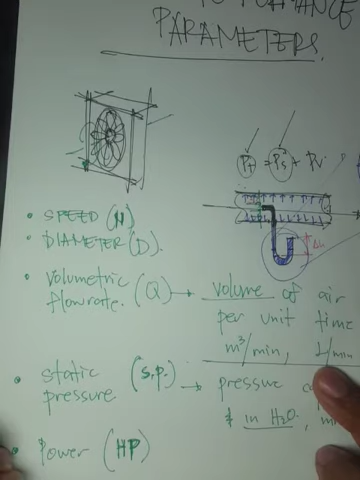 PARAMETERS.
Pt = Ps + Pv
Δh
• SPEED (N)
• DIAMETER (D).
• volumetric flowrate. (Q) → volume of air
per unit time
m³/min,
• static pressure. (s.p.) → pressure
in H₂O.
• Power (HP)